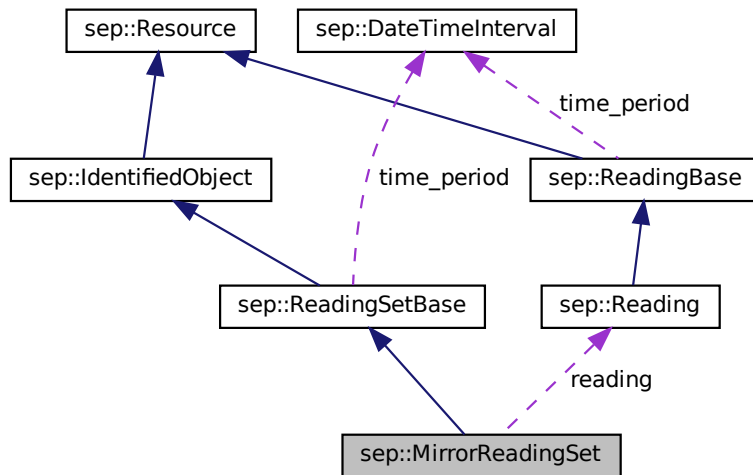 sep::Resource
sep::DateTimeInterval
time_period
sep::IdentifiedObject
time_period
sep::ReadingBase
sep::ReadingSetBase
sep::Reading
reading
sep::MirrorReadingSet